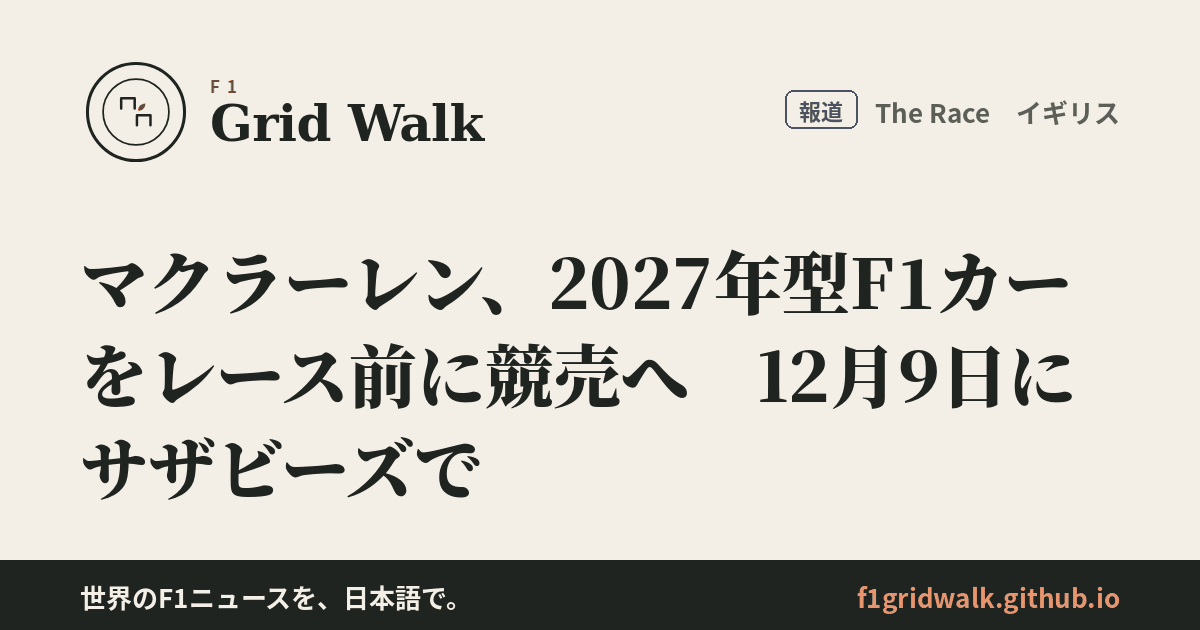 F1
Grid Walk
報道 The Race イギリス
マクラーレン、2027年型F1カー
をレース前に競売へ 12月9日に
サザビーズで
世界のF1ニュースを、日本語で。
f1gridwalk.github.io